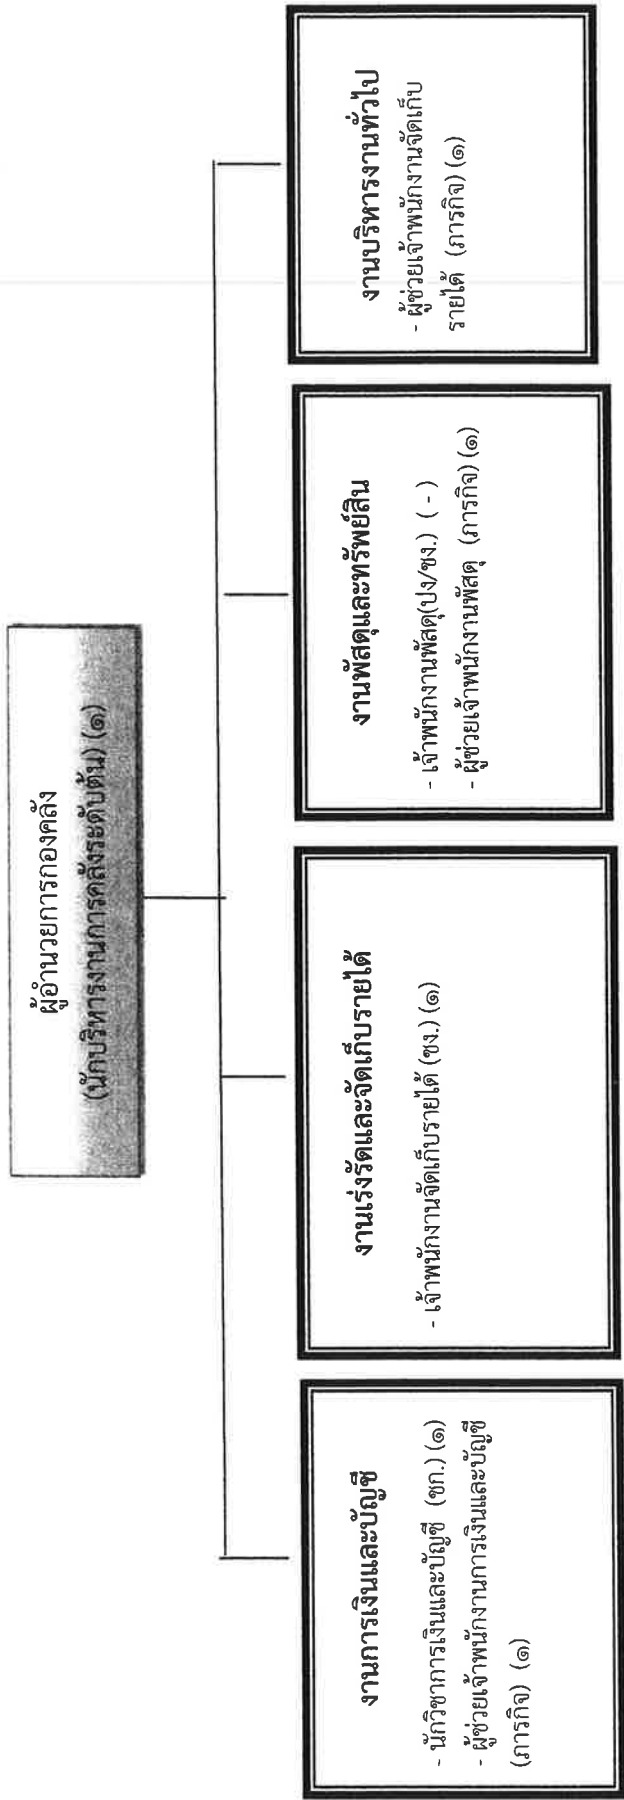 ผู้อำนวยการกองคลัง
(นักบริหารงานการคลังระดับต้น) (๑)
งานการเงินและบัญชี
- นักวิชาการเงินและบัญชี (ชก.) (๑)
- ผู้ช่วยเจ้าพนักงานการเงินและบัญชี
(ภารกิจ) (๑)
งานเร่งรัดและจัดเก็บรายได้
- เจ้าพนักงานจัดเก็บรายได้ (ชง.) (๑)
งานพัสดุและทรัพย์สิน
- เจ้าพนักงานพัสดุ(ปง/ชง.) ( - )
- ผู้ช่วยเจ้าพนักงานพัสดุ (ภารกิจ) (๑)
งานบริหารงานทั่วไป
- ผู้ช่วยเจ้าพนักงานจัดเก็บ
รายได้ (ภารกิจ) (๑)